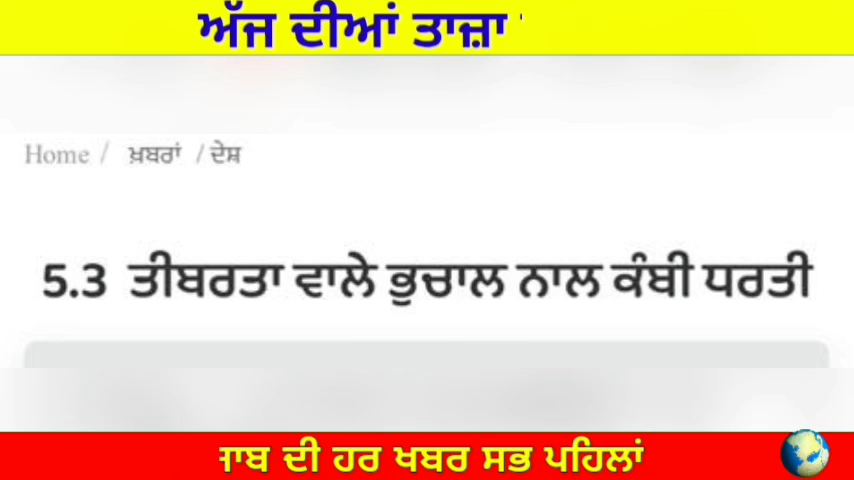 ਅੱਜ ਦੀਆਂ ਤਾਜ਼ਾ
Home / ਖ਼ਬਰਾਂ / ਦੇਸ਼
5.3 ਤੀਬਰਤਾ ਵਾਲੇ ਭੁਚਾਲ ਨਾਲ ਕੰਬੀ ਧਰਤੀ
ਦੀ ਹਰ ਖਬਰ ਸਭ ਪਹਿਲਾਂ